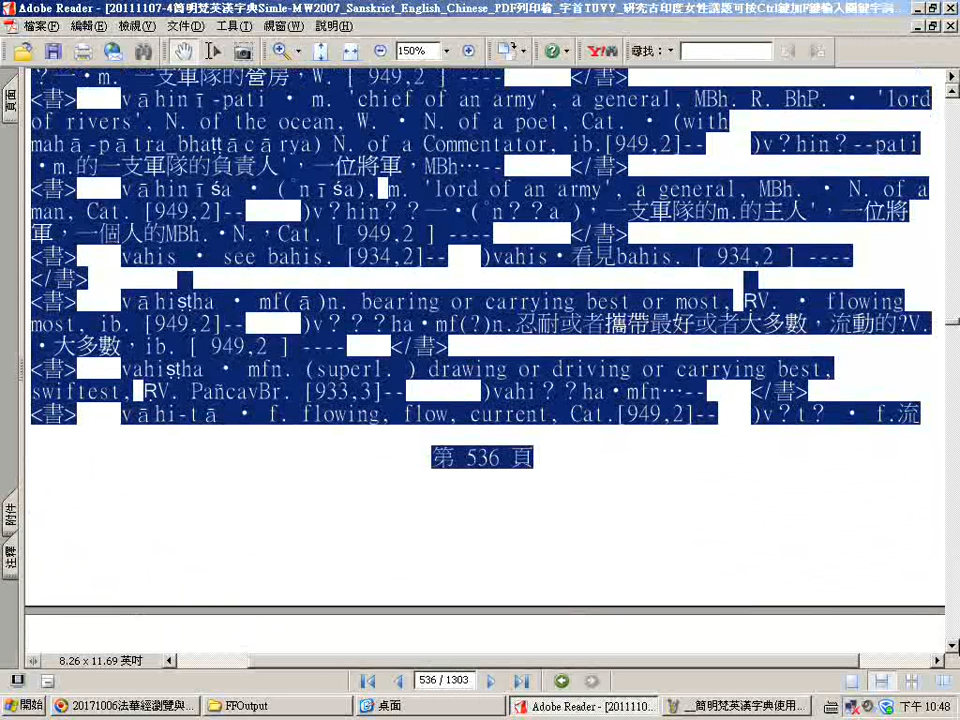 Adobe Reader - [20111107-4簡明梵英漢字典Simle-MW2007_Sanskrict_English_Chinese_PDF列印檔_字首TUVY_研究古印度女性議題可按Ctrl鍵加F鍵輸入關鍵字詞
檔案(F) 編輯(E) 檢視(V) 文件(D) 工具(T) 視窗(W) 說明(H)
150% Y! 尋找：
頁面
？一‧m. 一支軍隊的營房，W. [ 949,2 ] ---- </書>
<書> vāhinī-pati ‧ m. 'chief of an army', a general, MBh. R. BhP. ‧ 'lord
of rivers', N. of the ocean, W. ‧ N. of a poet, Cat. ‧ (with
mahā-pātra bhaṭṭācārya) N. of a Commentator, ib.[949,2]-- )v？hin？--pati
‧m.的一支軍隊的負責人'，一位將軍，MBh…-- </書>
<書> vāhinīśa ‧ (˚nīśa), m. 'lord of an army', a general, MBh. ‧ N. of a
man, Cat. [949,2]-- )v？hin？？一‧(˚n？？a )，一支軍隊的m.的主人'，一位將
軍，一個人的MBh.‧N.，Cat. [ 949,2 ] ---- </書>
<書> vahis ‧ see bahis. [934,2]-- )vahis‧看見bahis. [ 934,2 ] ----
</書>
<書> vāhiṣṭha ‧ mf(ā)n. bearing or carrying best or most, RV. ‧ flowing
most, ib. [949,2]-- )v？？？ha‧mf(?)n.忍耐或者攜帶最好或者大多數，流動的?V.
‧大多數，ib. [ 949,2 ] ---- </書>
<書> vahiṣṭha ‧ mfn. (superl. ) drawing or driving or carrying best,
swiftest, RV. PañcavBr. [933,3]-- )vahi？？ha‧mfn…-- </書>
<書> vāhi-tā ‧ f. flowing, flow, current, Cat.[949,2]-- )v？t？ ‧ f.流
第 536 頁
附件
注釋
8.26 x 11.69 英吋
536 / 1303
開始 20171006法華經瀏覽與... FFOutput 桌面 Adobe Reader - [2011110... __簡明梵英漢字典使用... 下午 10:48